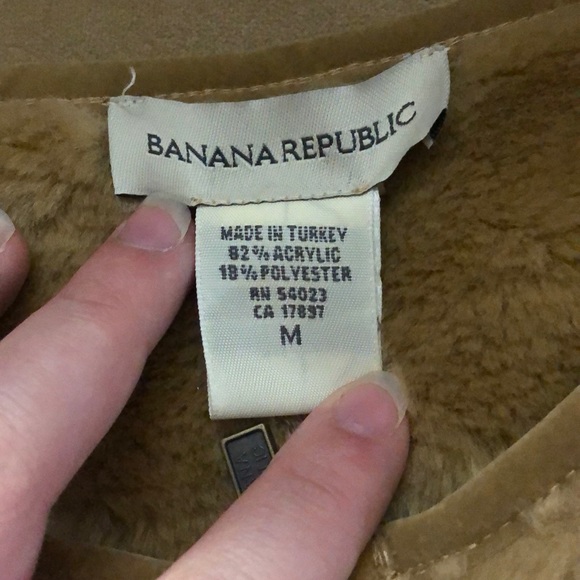 BANANA REPUBLIC
MADE IN TURKEY
82% ACRYLIC
18% POLYESTER
RN 54023
CA 17897
M